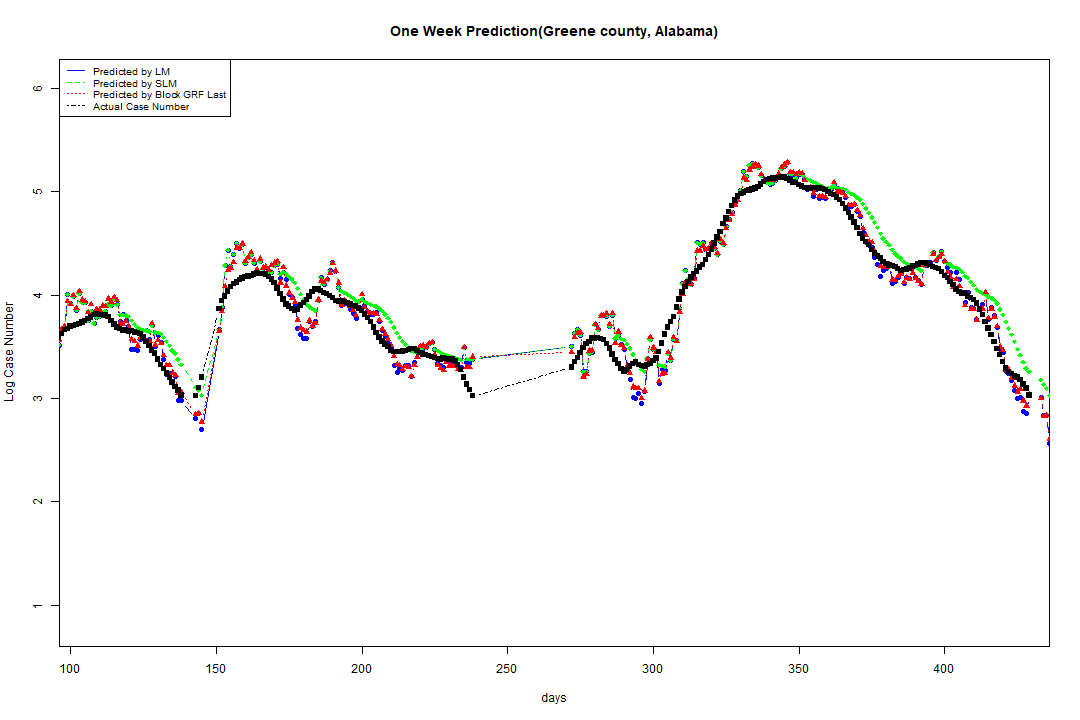 One Week Prediction(Greene county, Alabama)
Predicted by LM
Predicted by SLM
Predicted by Block GRF Last
Actual Case Number
Log Case Number
6
5
4
3
2
1
100 150 200 250 300 350 400
days